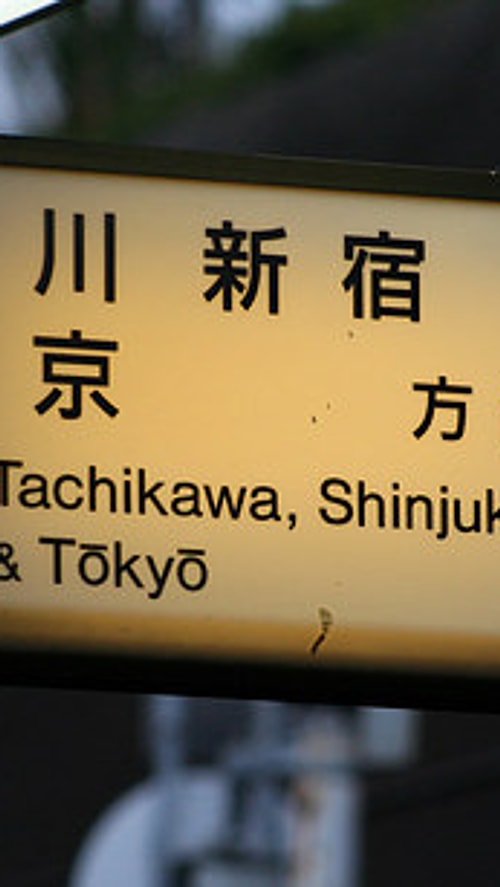 川 新 宿
京 方
Tachikawa, Shinjuk
& Tōkyō